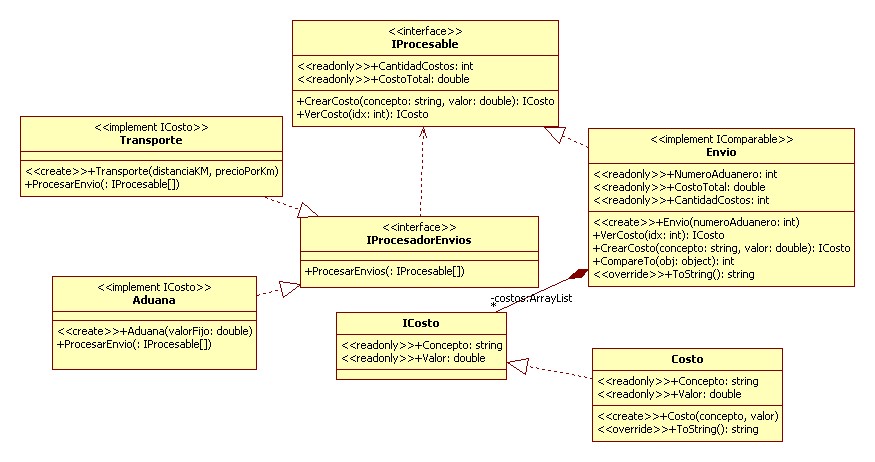 <<interface>>
IProcesable
<<readonly>>+CantidadCostos: int
<<readonly>>+CostoTotal: double
+CrearCosto(concepto: string, valor: double): ICosto
+VerCosto(idx: int): ICosto
<<implement ICosto>>
Transporte
<<create>>+Transporte(distanciaKM, precioPorKm)
+ProcesarEnvio(: IProcesable[])
<<implement IComparable>>
Envio
<<readonly>>+NumeroAduanero: int
<<readonly>>+CostoTotal: double
<<readonly>>+CantidadCostos: int
<<create>>+Envio(numeroAduanero: int)
+VerCosto(idx: int): ICosto
+CrearCosto(concepto: string, valor: double): ICosto
+CompareTo(obj: object): int
<<override>>+ToString(): string
<<interface>>
IProcesadorEnvios
+ProcesarEnvios(: IProcesable[])
<<implement ICosto>>
Aduana
<<create>>+Aduana(valorFijo: double)
+ProcesarEnvio(: IProcesable[])
-costos:ArrayList
*
ICosto
<<readonly>>+Concepto: string
<<readonly>>+Valor: double
Costo
<<readonly>>+Concepto: string
<<readonly>>+Valor: double
<<create>>+Costo(concepto, valor)
<<override>>+ToString(): string